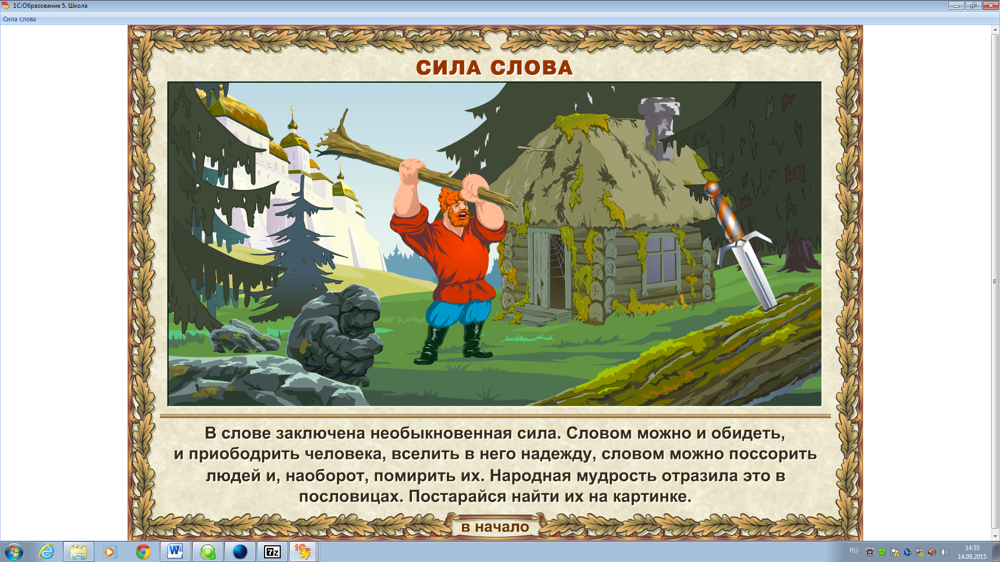 1С:Образование 5. Школа
Сила слова
СИЛА СЛОВА
В слове заключена необыкновенная сила. Словом можно и обидеть,
и приободрить человека, вселить в него надежду, словом можно поссорить
людей и, наоборот, помирить их. Народная мудрость отразила это в
пословицах. Постарайся найти их на картинке.
в начало
RU
14:55
14.09.2015